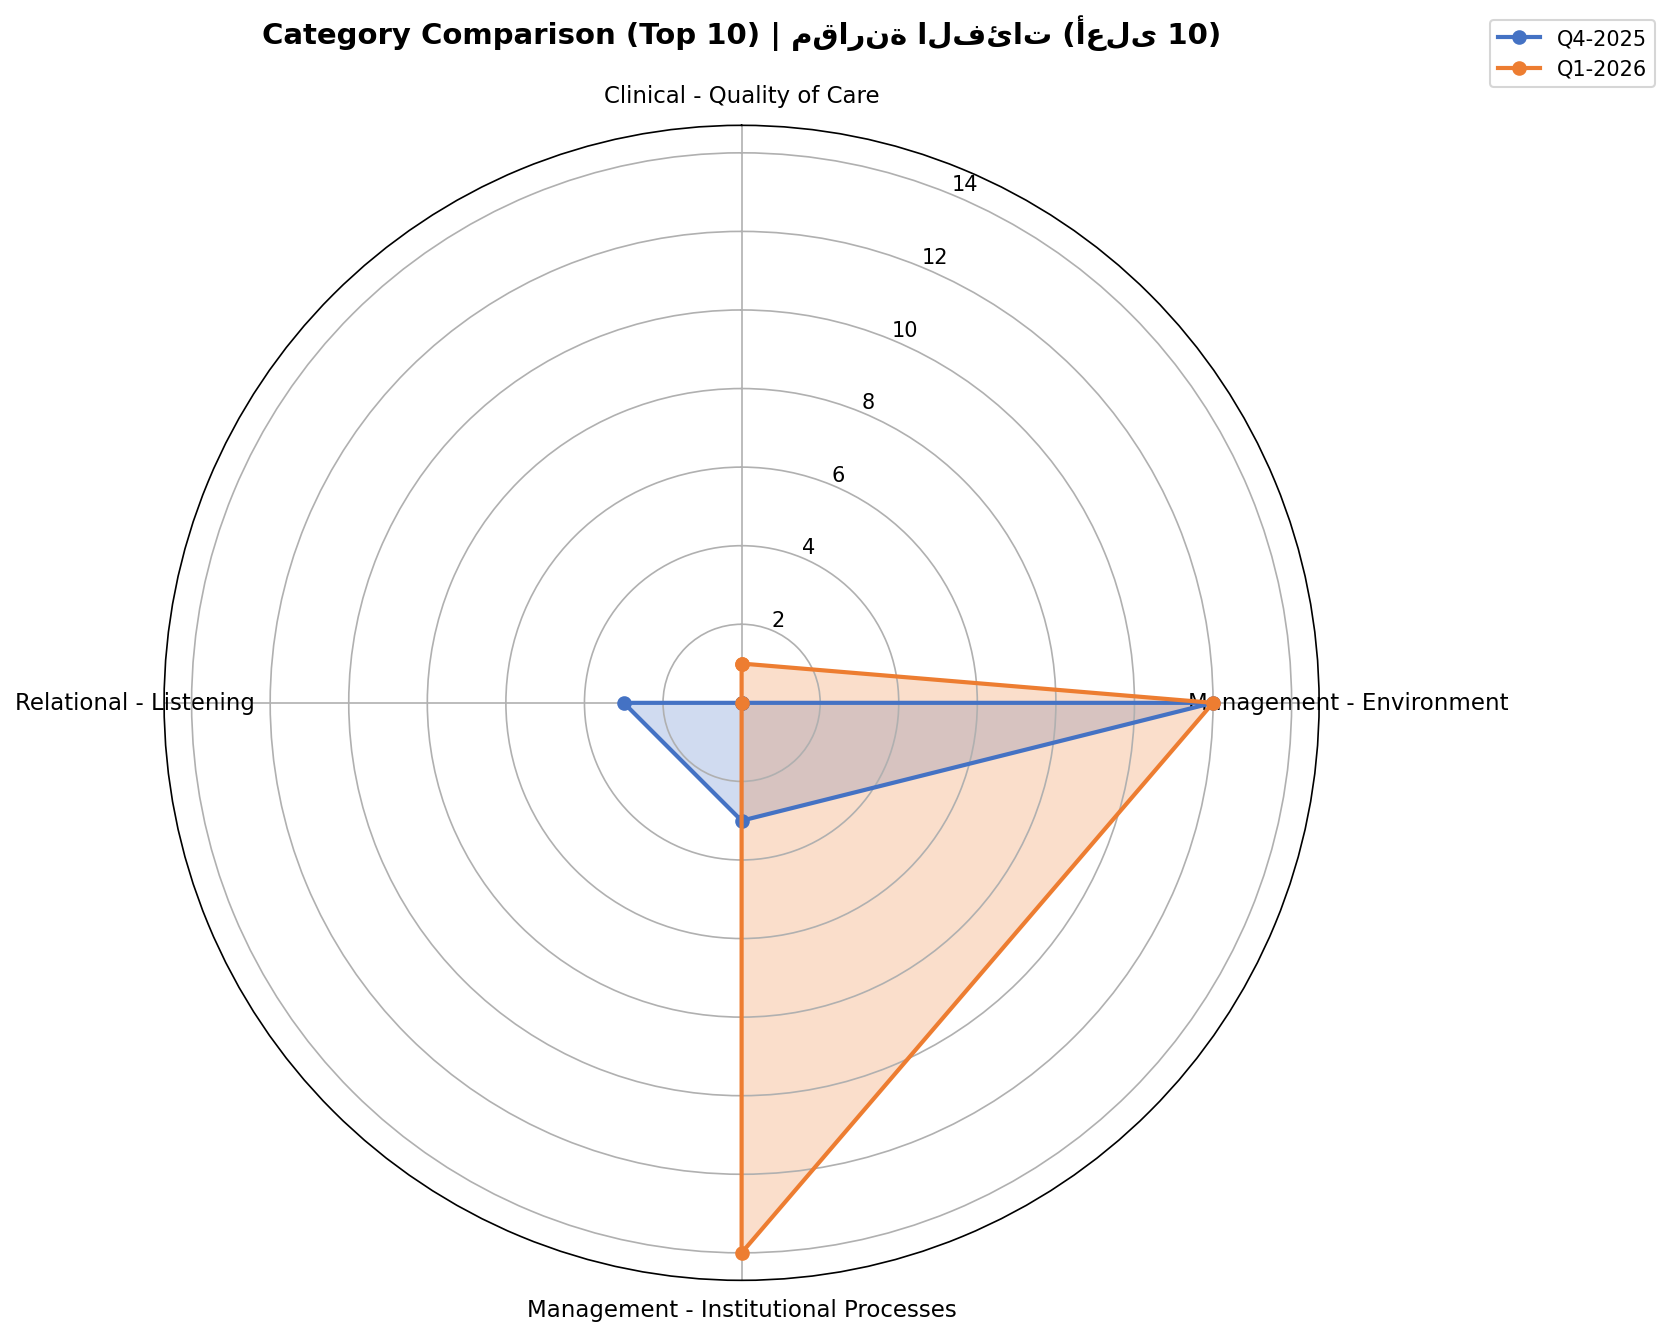 Category Comparison (Top 10) | مقارنة الفئات (أعلى 10)
Q4-2025
Q1-2026
Clinical - Quality of Care
14
12
10
8
6
4
2
Relational - Listening
Management - Environment
Management - Institutional Processes